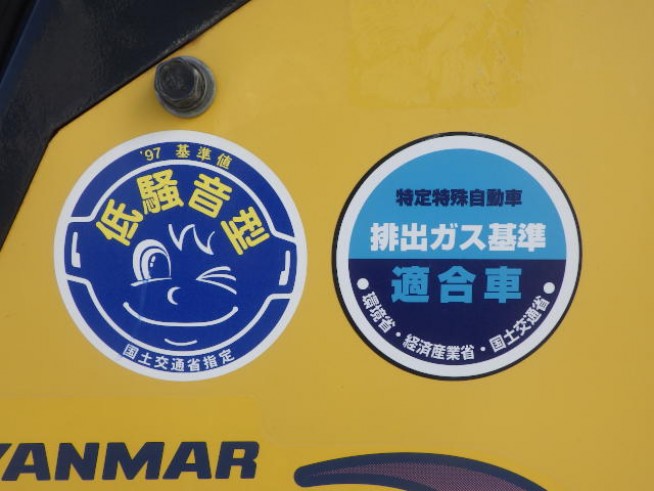 '97 基準値
低騒音型
国土交通省指定
特定特殊自動車
排出ガス基準
適合車
環境省・経済産業省・国土交通省
YANMAR